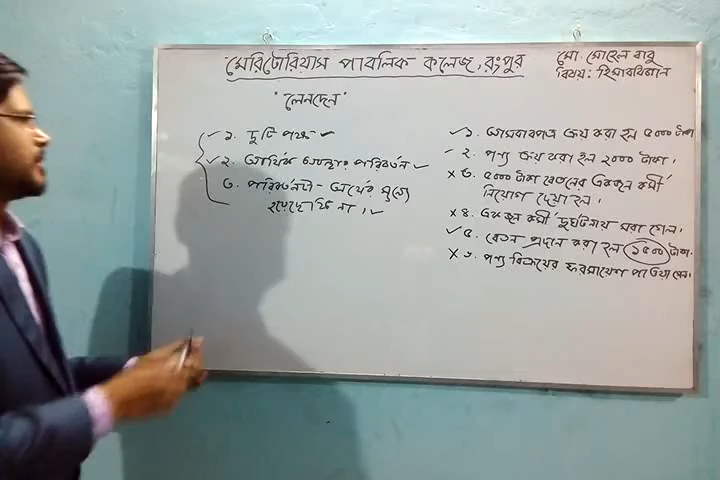 মেরিটোরিয়াস পাবলিক কলেজ, রংপুর
মো: সোহেল বাবু
বিষয়: হিসাববিজ্ঞান
"লেনদেন"
১. দুটি পক্ষ
২. আর্থিক অবস্থার পরিবর্তন
৩. পরিবর্তনটি অর্থের মূল্যে
হয়েছে কি না,
১. আসবাবপত্র ক্রয় করা হল ৫০০০ টাকা
২. পণ্য ক্রয় করা হল ২০০০ টাকা,
৩. ৫০০০ টাকা বেতনের একজন কর্মী
নিয়োগ দেয়া হল,
৪. একজন কর্মী দুর্ঘটনায় মারা গেল,
৫. বেতন প্রদান করা হল ১৫০০ টাকা.
৬. পণ্য বিক্রয়ের ফরমায়েশ পাওয়া গেল,